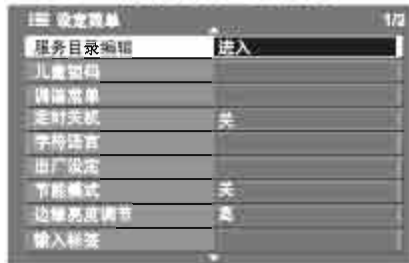 设定菜单 1/2
服务目录编辑 进入
儿童锁码
调谐菜单
定时关机 关
字符语言
出厂设定
节能模式 关
边缘亮度调节 高
输入标签